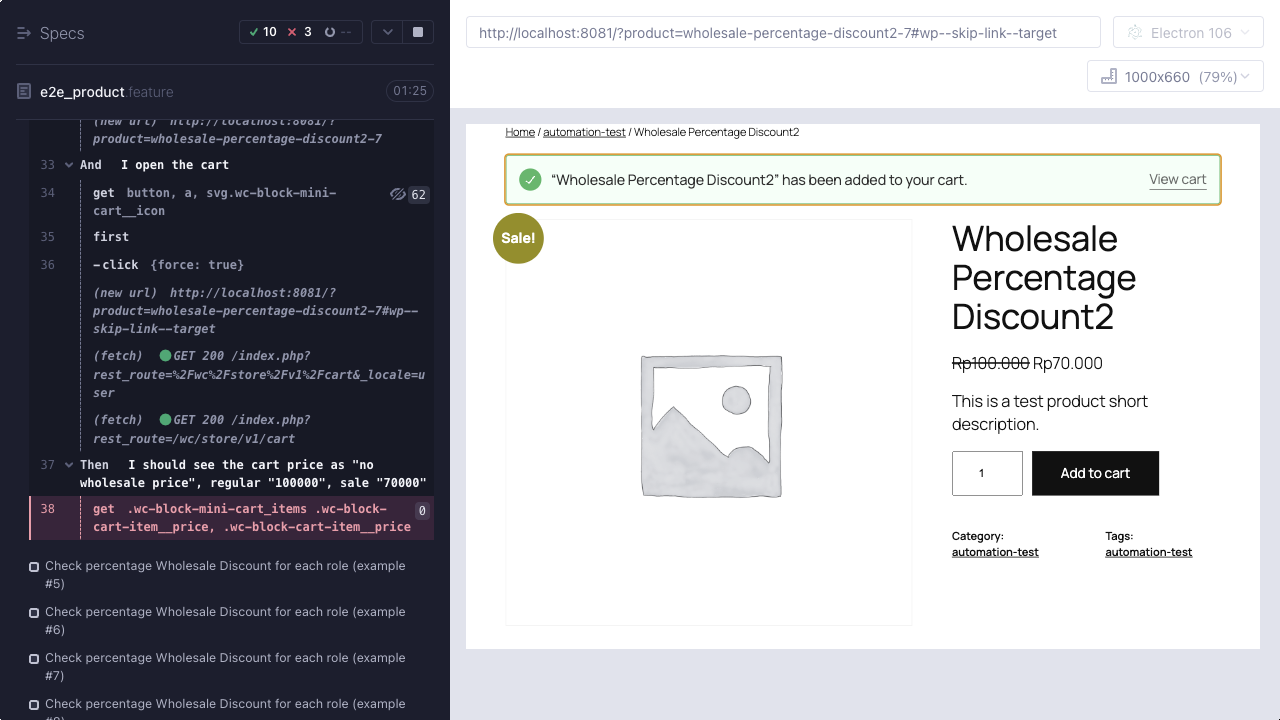 Specs
10
3
--
http://localhost:8081/?product=wholesale-percentage-discount2-7#wp--skip-link--target
Electron 106
1000x660 (79%)
e2e_product.feature
01:25
(new url) http://localhost:8081/?
product=wholesale-percentage-discount2-7
33 And I open the cart
34 get button, a, svg.wc-block-mini-
cart__icon
62
35 first
36 -click {force: true}
(new url) http://localhost:8081/?
product=wholesale-percentage-discount2-7#wp--
skip-link--target
(fetch) GET 200 /index.php?
rest_route=%2Fwc%2Fstore%2Fv1%2Fcart&_locale=u
ser
(fetch) GET 200 /index.php?
rest_route=/wc/store/v1/cart
37 Then I should see the cart price as "no
wholesale price", regular "100000", sale "70000"
38 get .wc-block-mini-cart_items .wc-block-
cart-item__price, .wc-block-cart-item__price
0
Check percentage Wholesale Discount for each role (example
#5)
Check percentage Wholesale Discount for each role (example
#6)
Check percentage Wholesale Discount for each role (example
#7)
Check percentage Wholesale Discount for each role (example
Home / automation-test / Wholesale Percentage Discount2
“Wholesale Percentage Discount2” has been added to your cart.
View cart
Sale!
Wholesale
Percentage
Discount2
Rp100.000 Rp70.000
This is a test product short
description.
1
Add to cart
Category:
automation-test
Tags:
automation-test